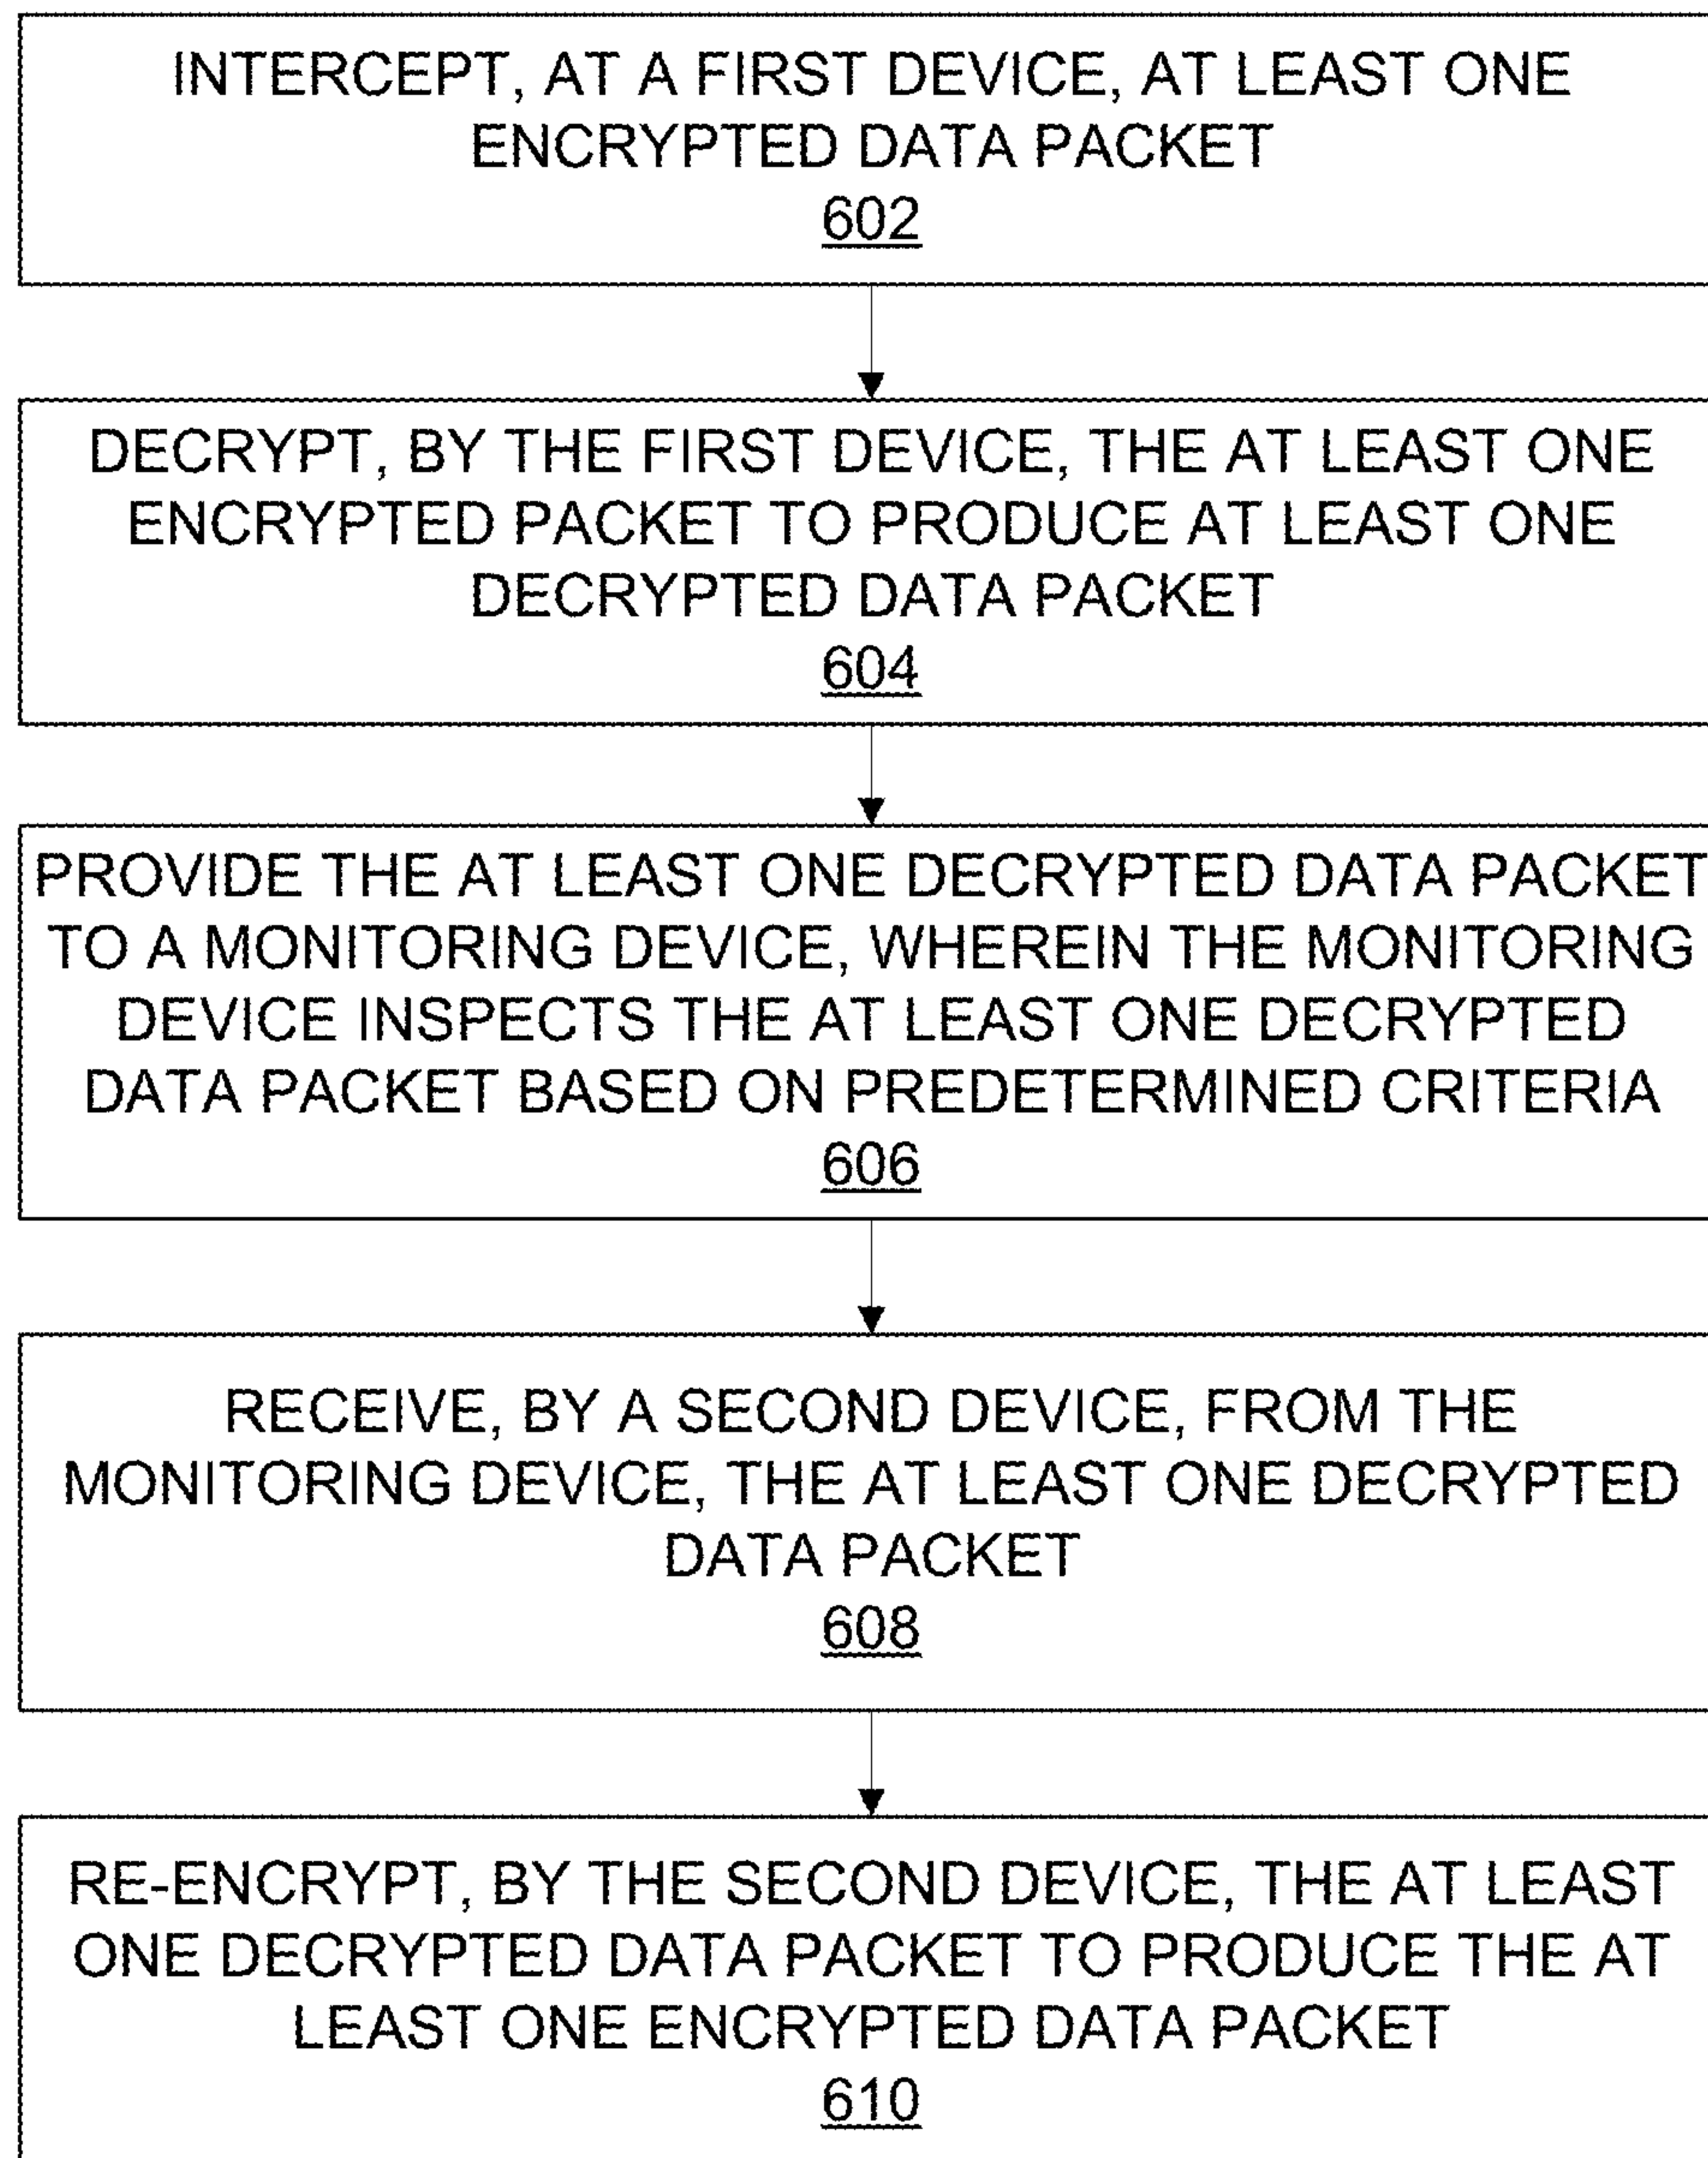 INTERCEPT, AT A FIRST DEVICE, AT LEAST ONE
ENCRYPTED DATA PACKET
602
DECRYPT, BY THE FIRST DEVICE, THE AT LEAST ONE
ENCRYPTED PACKET TO PRODUCE AT LEAST ONE
DECRYPTED DATA PACKET
604
PROVIDE THE AT LEAST ONE DECRYPTED DATA PACKET
TO A MONITORING DEVICE, WHEREIN THE MONITORING
DEVICE INSPECTS THE AT LEAST ONE DECRYPTED
DATA PACKET BASED ON PREDETERMINED CRITERIA
606
RECEIVE, BY A SECOND DEVICE, FROM THE
MONITORING DEVICE, THE AT LEAST ONE DECRYPTED
DATA PACKET
608
RE-ENCRYPT, BY THE SECOND DEVICE, THE AT LEAST
ONE DECRYPTED DATA PACKET TO PRODUCE THE AT
LEAST ONE ENCRYPTED DATA PACKET
610